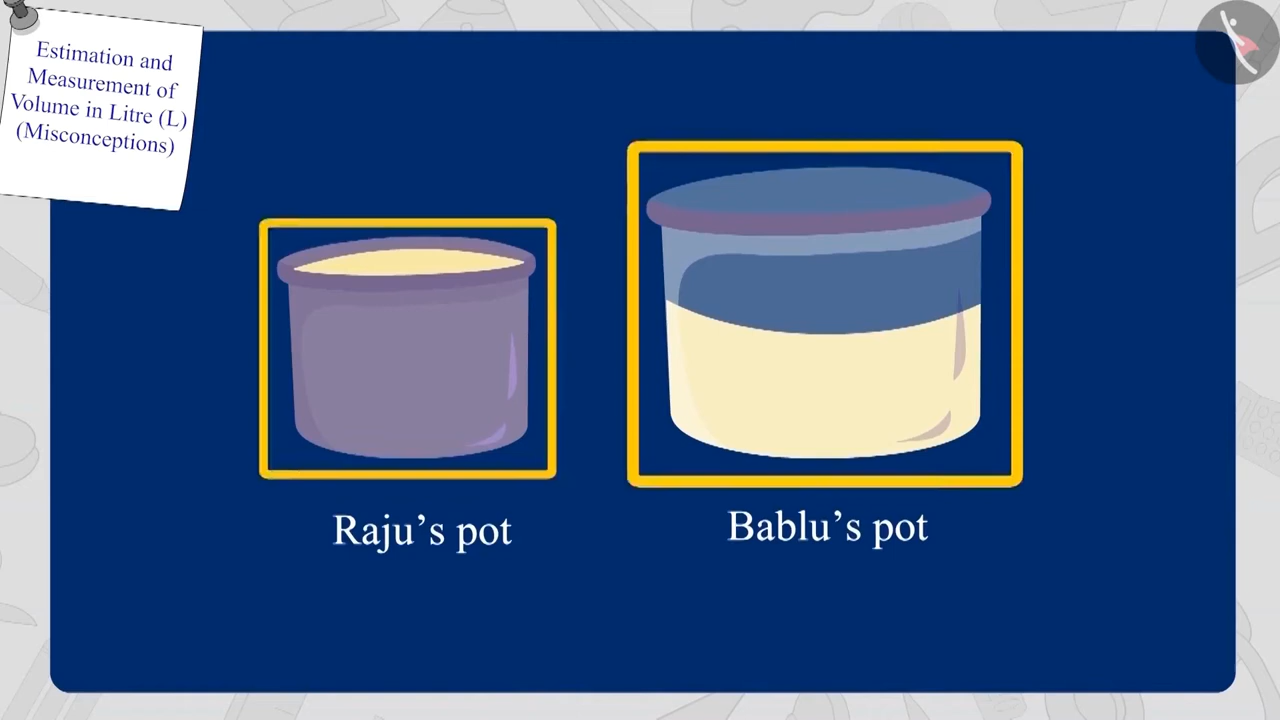 Estimation and
Measurement of
Volume in Litre (L)
(Misconceptions)
Raju’s pot
Bablu’s pot